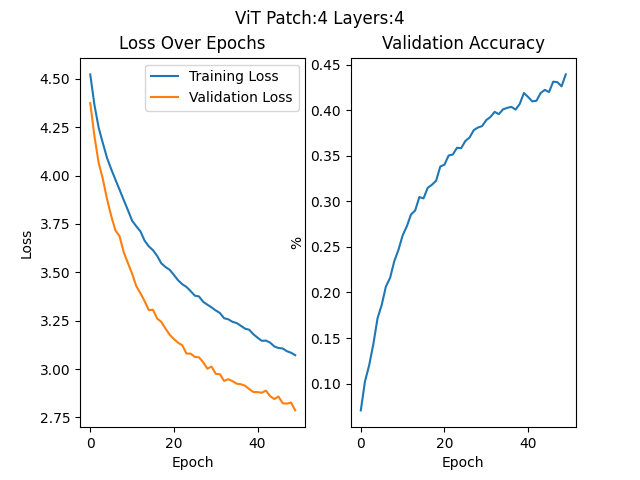 ViT Patch:4 Layers:4
Loss Over Epochs
Validation Accuracy
Training Loss
Validation Loss
4.50
4.25
4.00
3.75
3.50
3.25
3.00
2.75
Loss
0 20 40
Epoch
0.45
0.40
0.35
0.30
0.25
0.20
0.15
0.10
%
0 20 40
Epoch